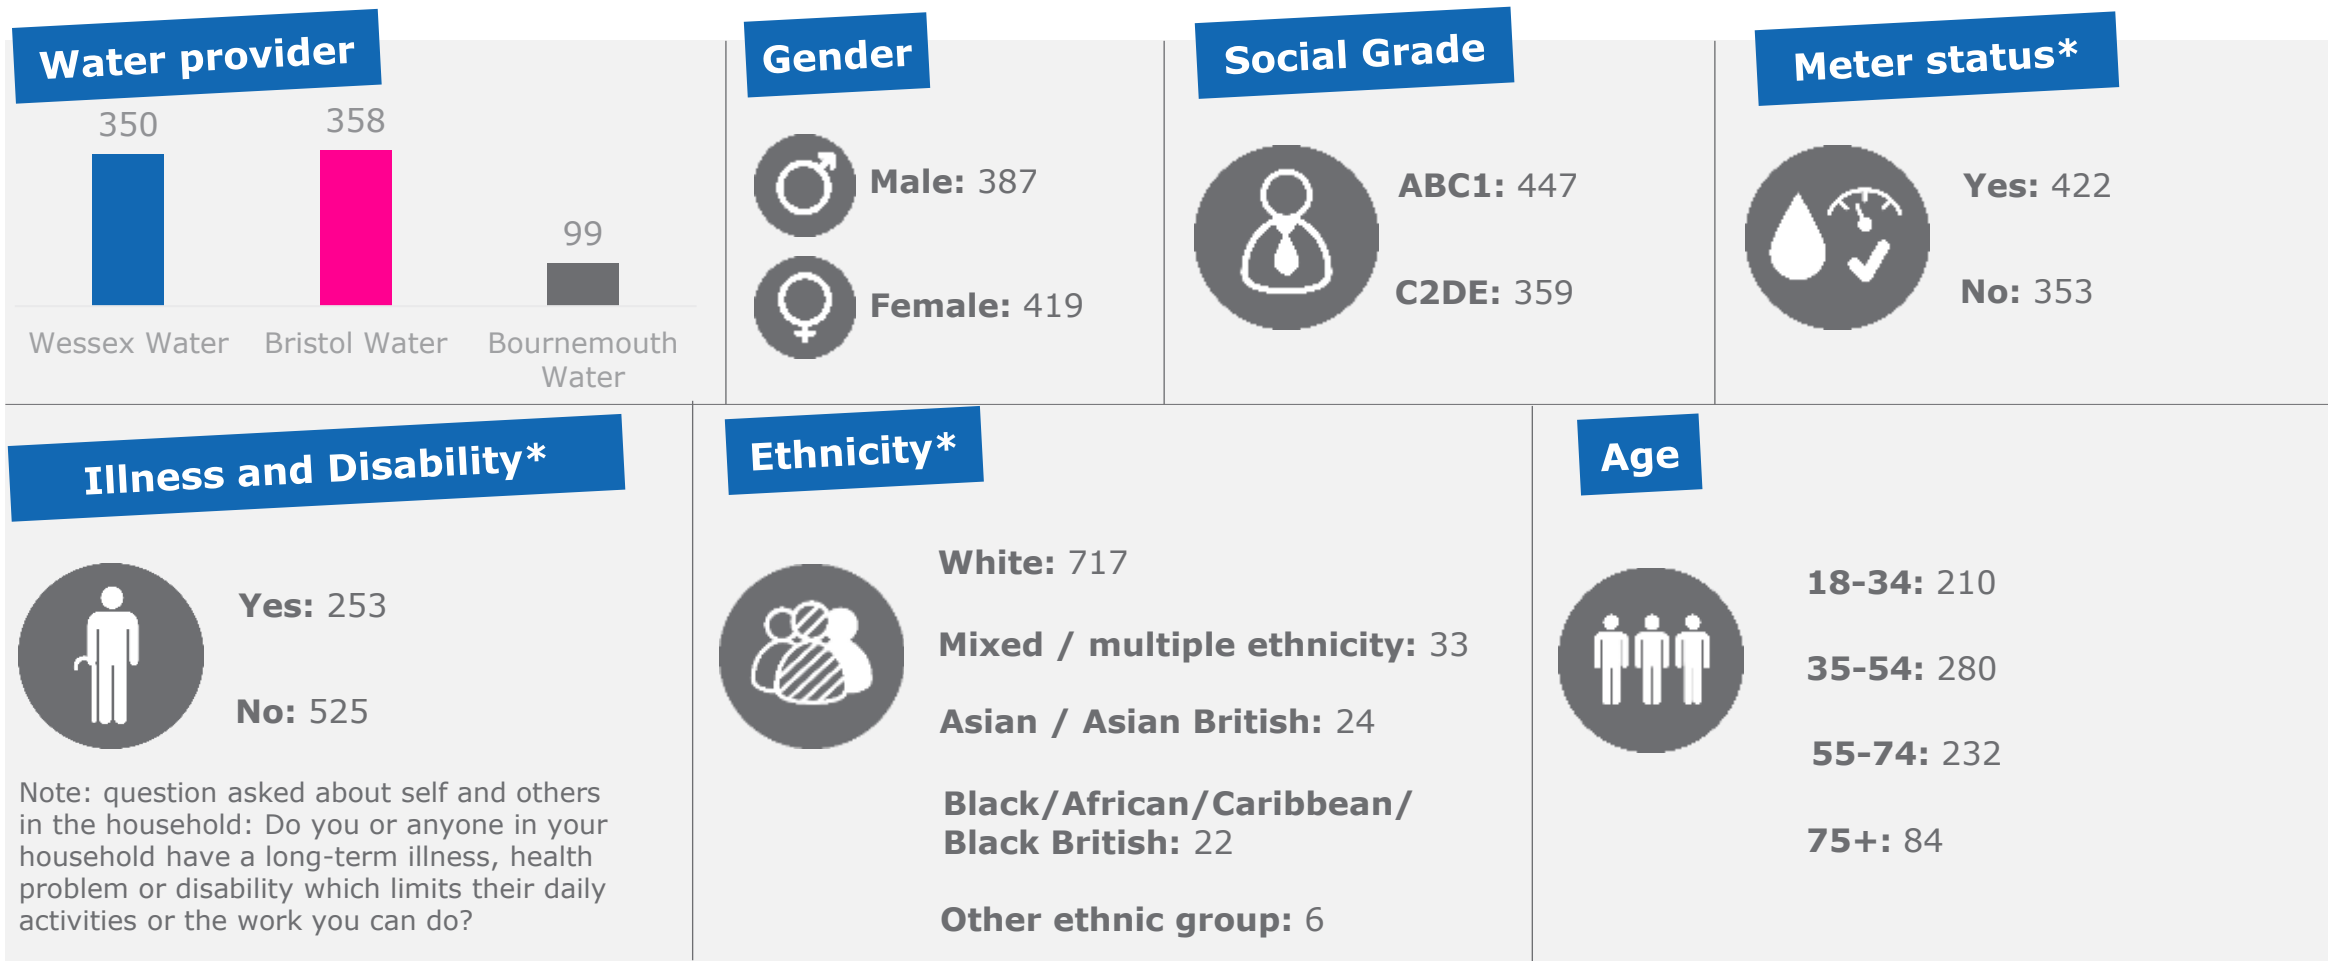 Water provider
350
358
99
Wessex Water
Bristol Water
Bournemouth
Water
Gender
Male: 387
Female: 419
Social Grade
ABC1: 447
C2DE: 359
Meter status*
Yes: 422
No: 353
Illness and Disability*
Yes: 253
No: 525
Note: question asked about self and others
in the household: Do you or anyone in your
household have a long-term illness, health
problem or disability which limits their daily
activities or the work you can do?
Ethnicity*
White: 717
Mixed / multiple ethnicity: 33
Asian / Asian British: 24
Black/African/Caribbean/
Black British: 22
Other ethnic group: 6
Age
18-34: 210
35-54: 280
55-74: 232
75+: 84